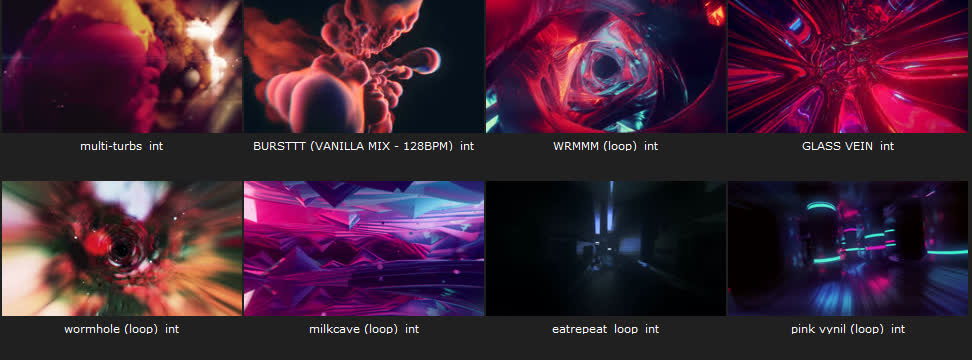 multi-turbs int
BURSTTT (VANILLA MIX - 128BPM) int
WRMMM (loop) int
GLASS VEIN int
wormhole (loop) int
milkcave (loop) int
eatrepeat loop int
pink vynil (loop) int